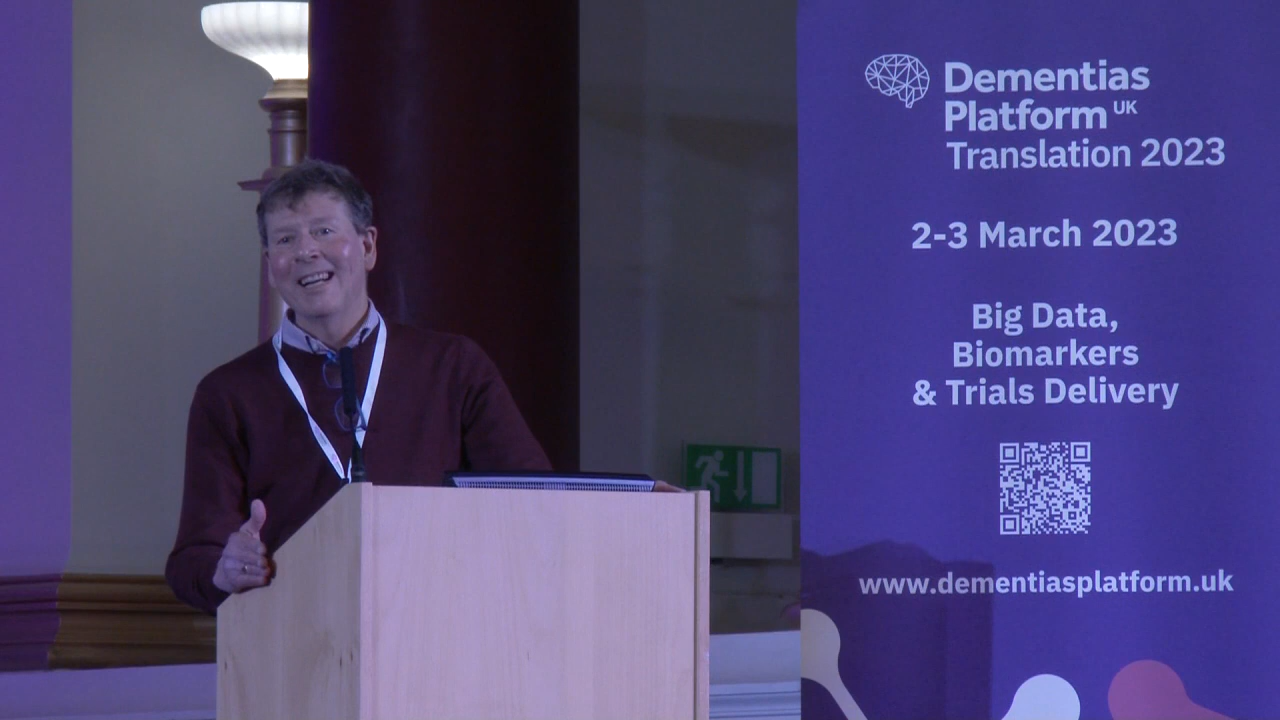 Dementias
Platform UK
Translation 2023
2-3 March 2023
Big Data,
Biomarkers
& Trials Delivery
www.dementiasplatform.uk